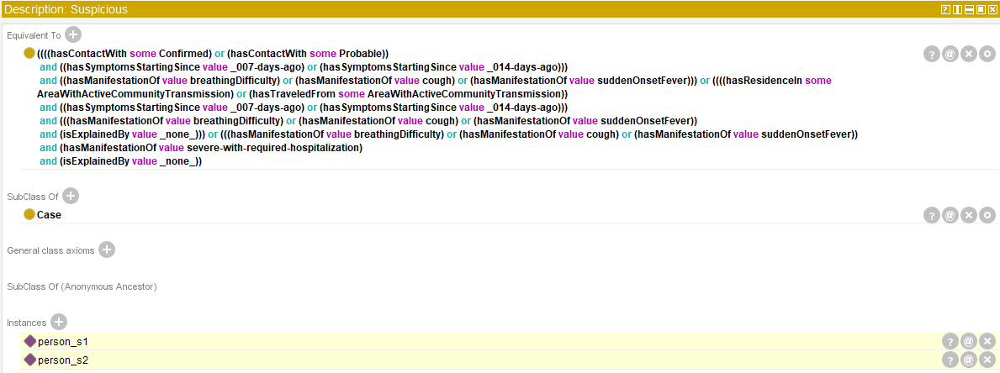 Description: Suspicious
Equivalent To
((((hasContactWith some Confirmed) or (hasContactWith some Probable))
and ((hasSymptomsStartingSince value _007-days-ago) or (hasSymptomsStartingSince value _014-days-ago)))
and ((hasManifestationOf value breathingDifficulty) or (hasManifestationOf value cough) or (hasManifestationOf value suddenOnsetFever))) or ((((hasResidenceIn some
AreaWithActiveCommunityTransmission) or (hasTraveledFrom some AreaWithActiveCommunityTransmission))
and ((hasSymptomsStartingSince value _007-days-ago) or (hasSymptomsStartingSince value _014-days-ago)))
and (((hasManifestationOf value breathingDifficulty) or (hasManifestationOf value cough) or (hasManifestationOf value suddenOnsetFever))
and (isExplainedBy value _none_))) or (((hasManifestationOf value breathingDifficulty) or (hasManifestationOf value cough) or (hasManifestationOf value suddenOnsetFever))
and (hasManifestationOf value severe-with-required-hospitalization)
and (isExplainedBy value _none_))
SubClass Of
Case
General class axioms
SubClass Of (Anonymous Ancestor)
Instances
person_s1
person_s2